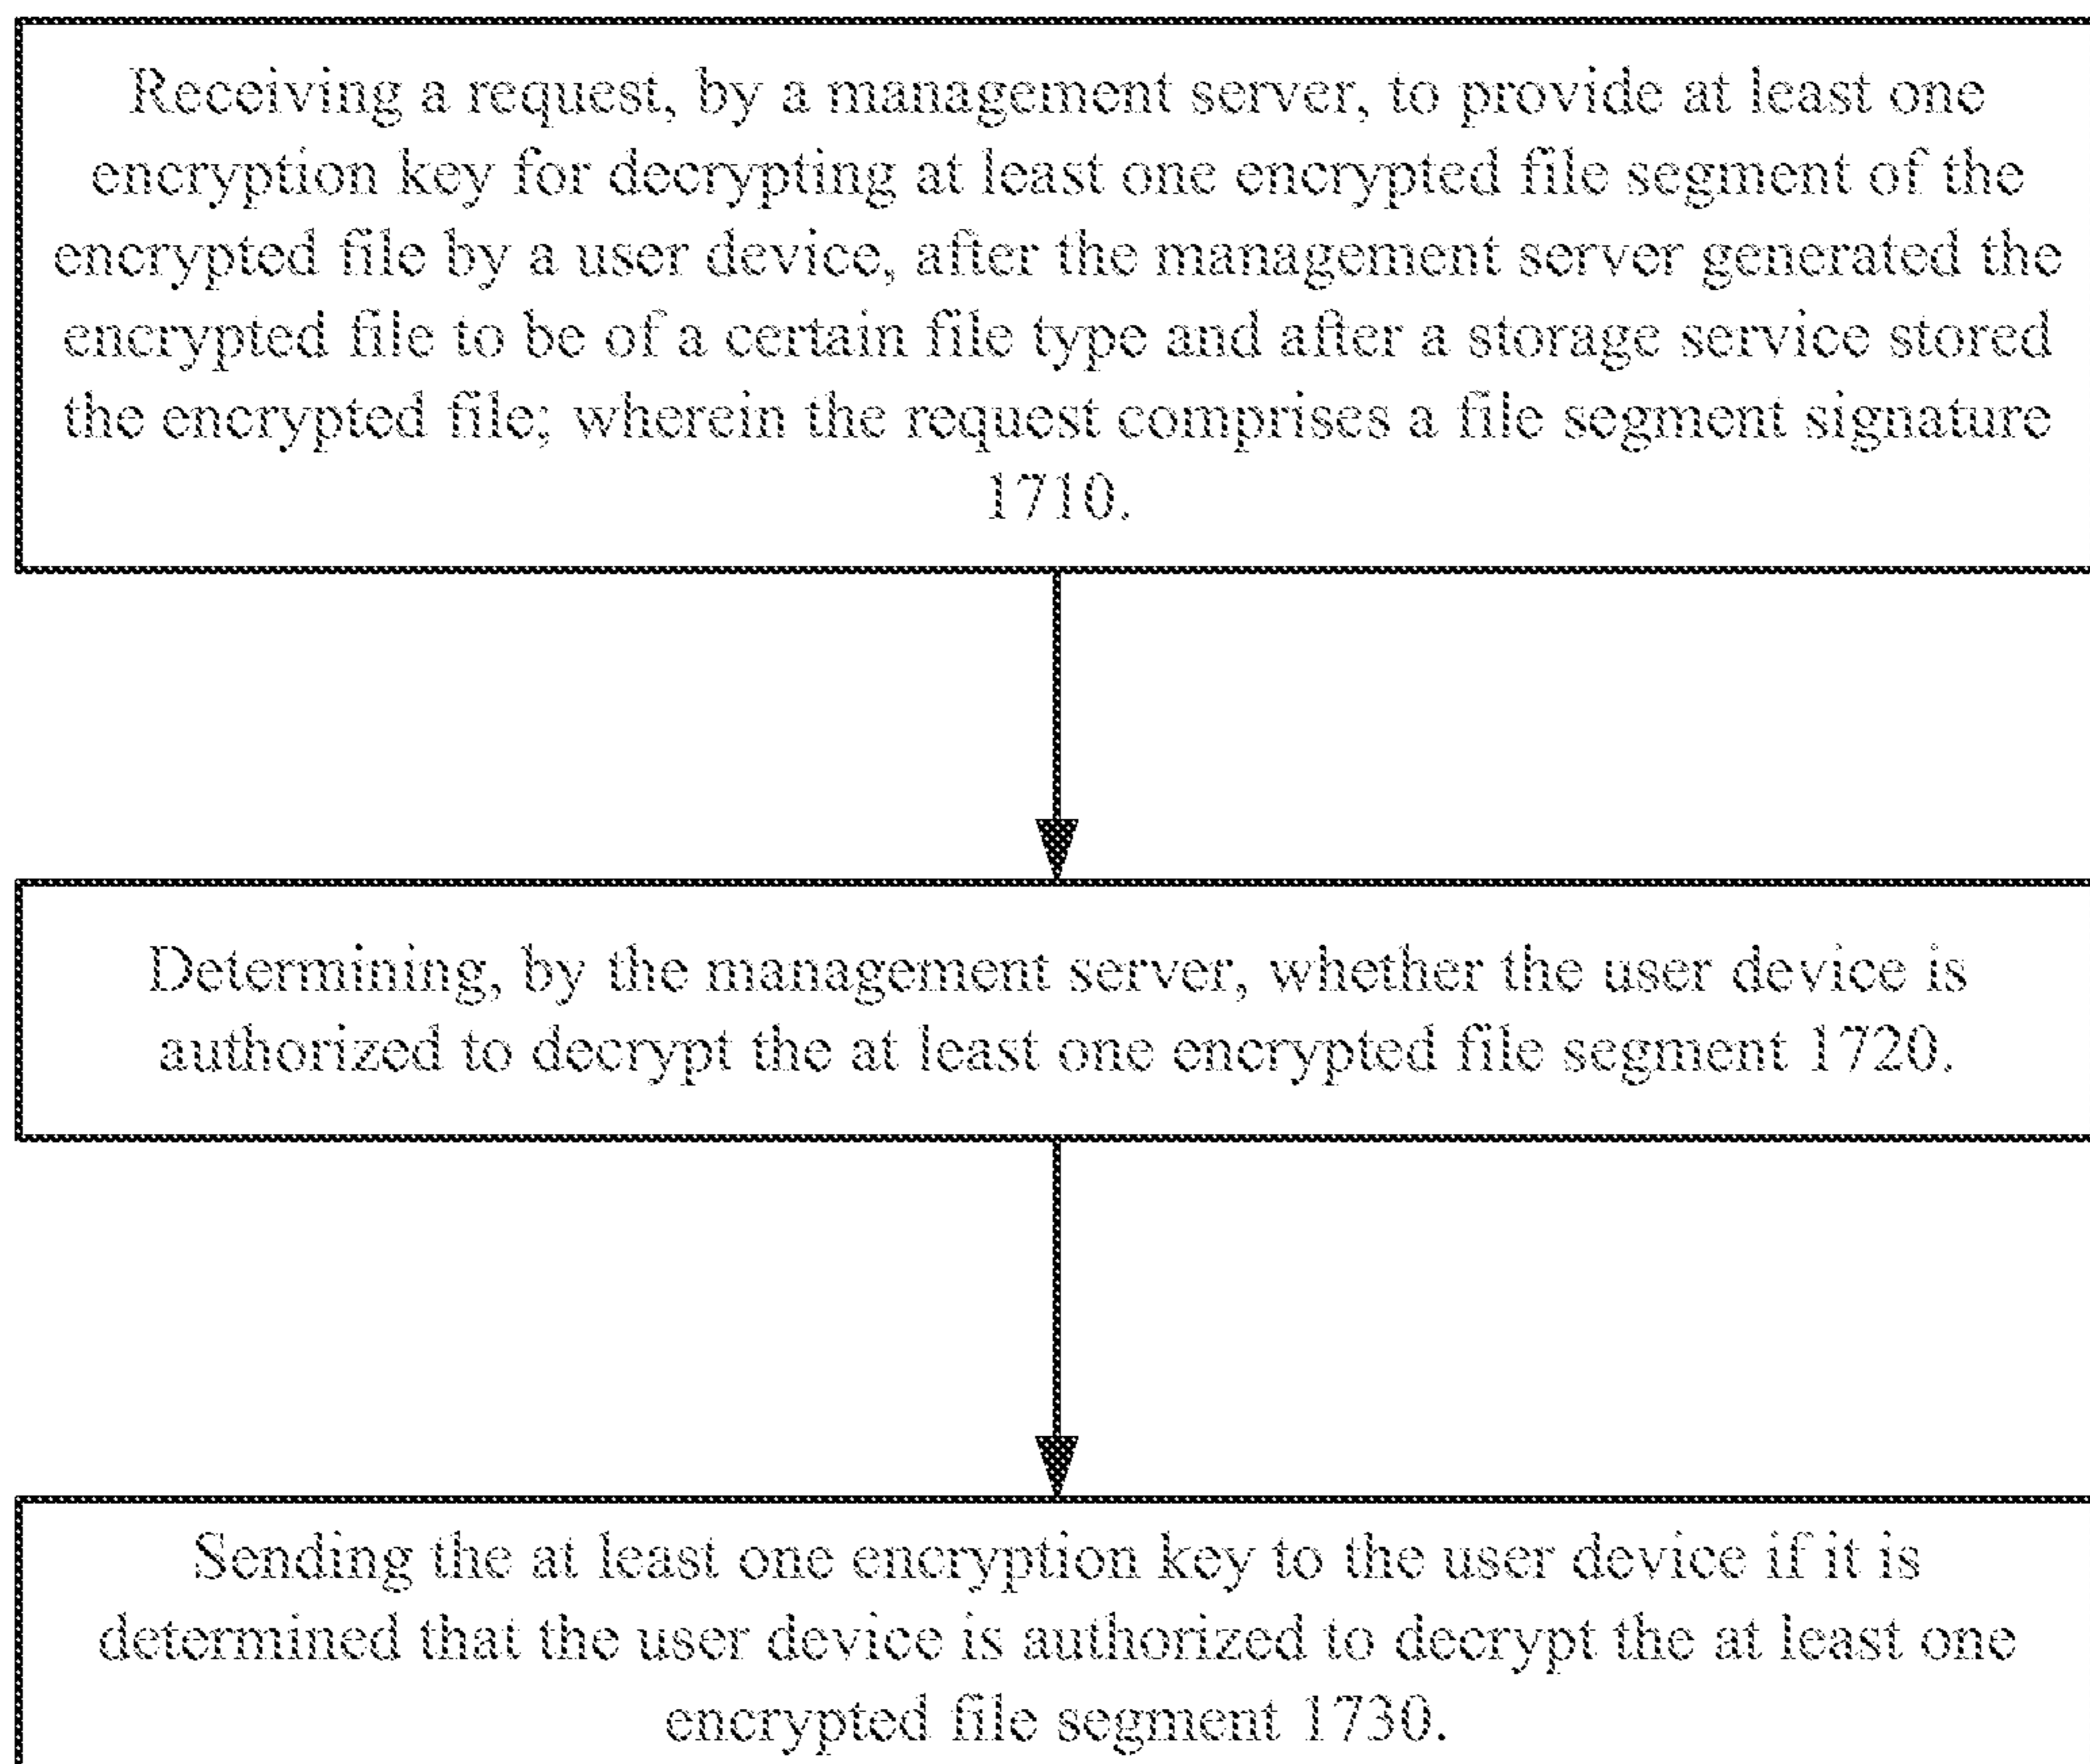 Receiving a request, by a management server, to provide at least one
encryption key for decrypting at least one encrypted file segment of the
encrypted file by a user device, after the management server generated the
encrypted file to be of a certain file type and after a storage service stored
the encrypted file; wherein the request comprises a file segment signature
1710.
Determining, by the management server, whether the user device is
authorized to decrypt the at least one encrypted file segment 1720.
Sending the at least one encryption key to the user device if it is
determined that the user device is authorized to decrypt the at least one
encrypted file segment 1730.